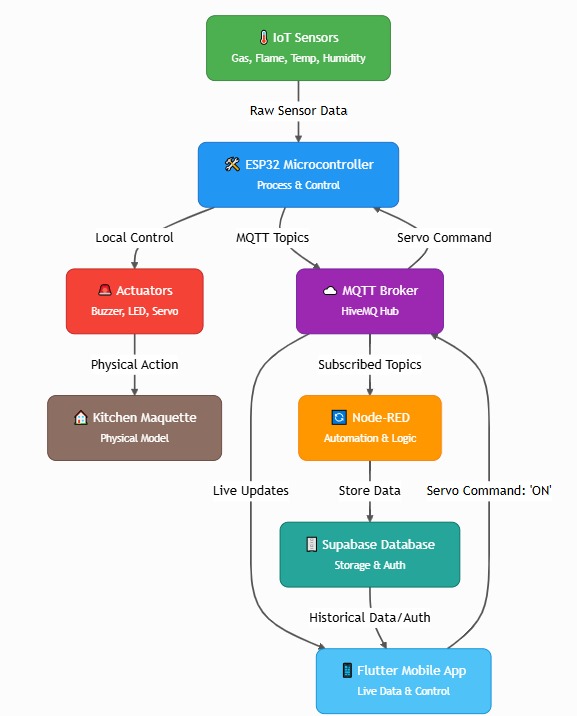 IoT Sensors
Gas, Flame, Temp, Humidity
Raw Sensor Data
ESP32 Microcontroller
Process & Control
Local Control
MQTT Topics
Servo Command
Actuators
Buzzer, LED, Servo
MQTT Broker
HiveMQ Hub
Physical Action
Subscribed Topics
Kitchen Maquette
Physical Model
Node-RED
Automation & Logic
Live Updates
Store Data
Servo Command: 'ON'
Supabase Database
Storage & Auth
Historical Data/Auth
Flutter Mobile App
Live Data & Control